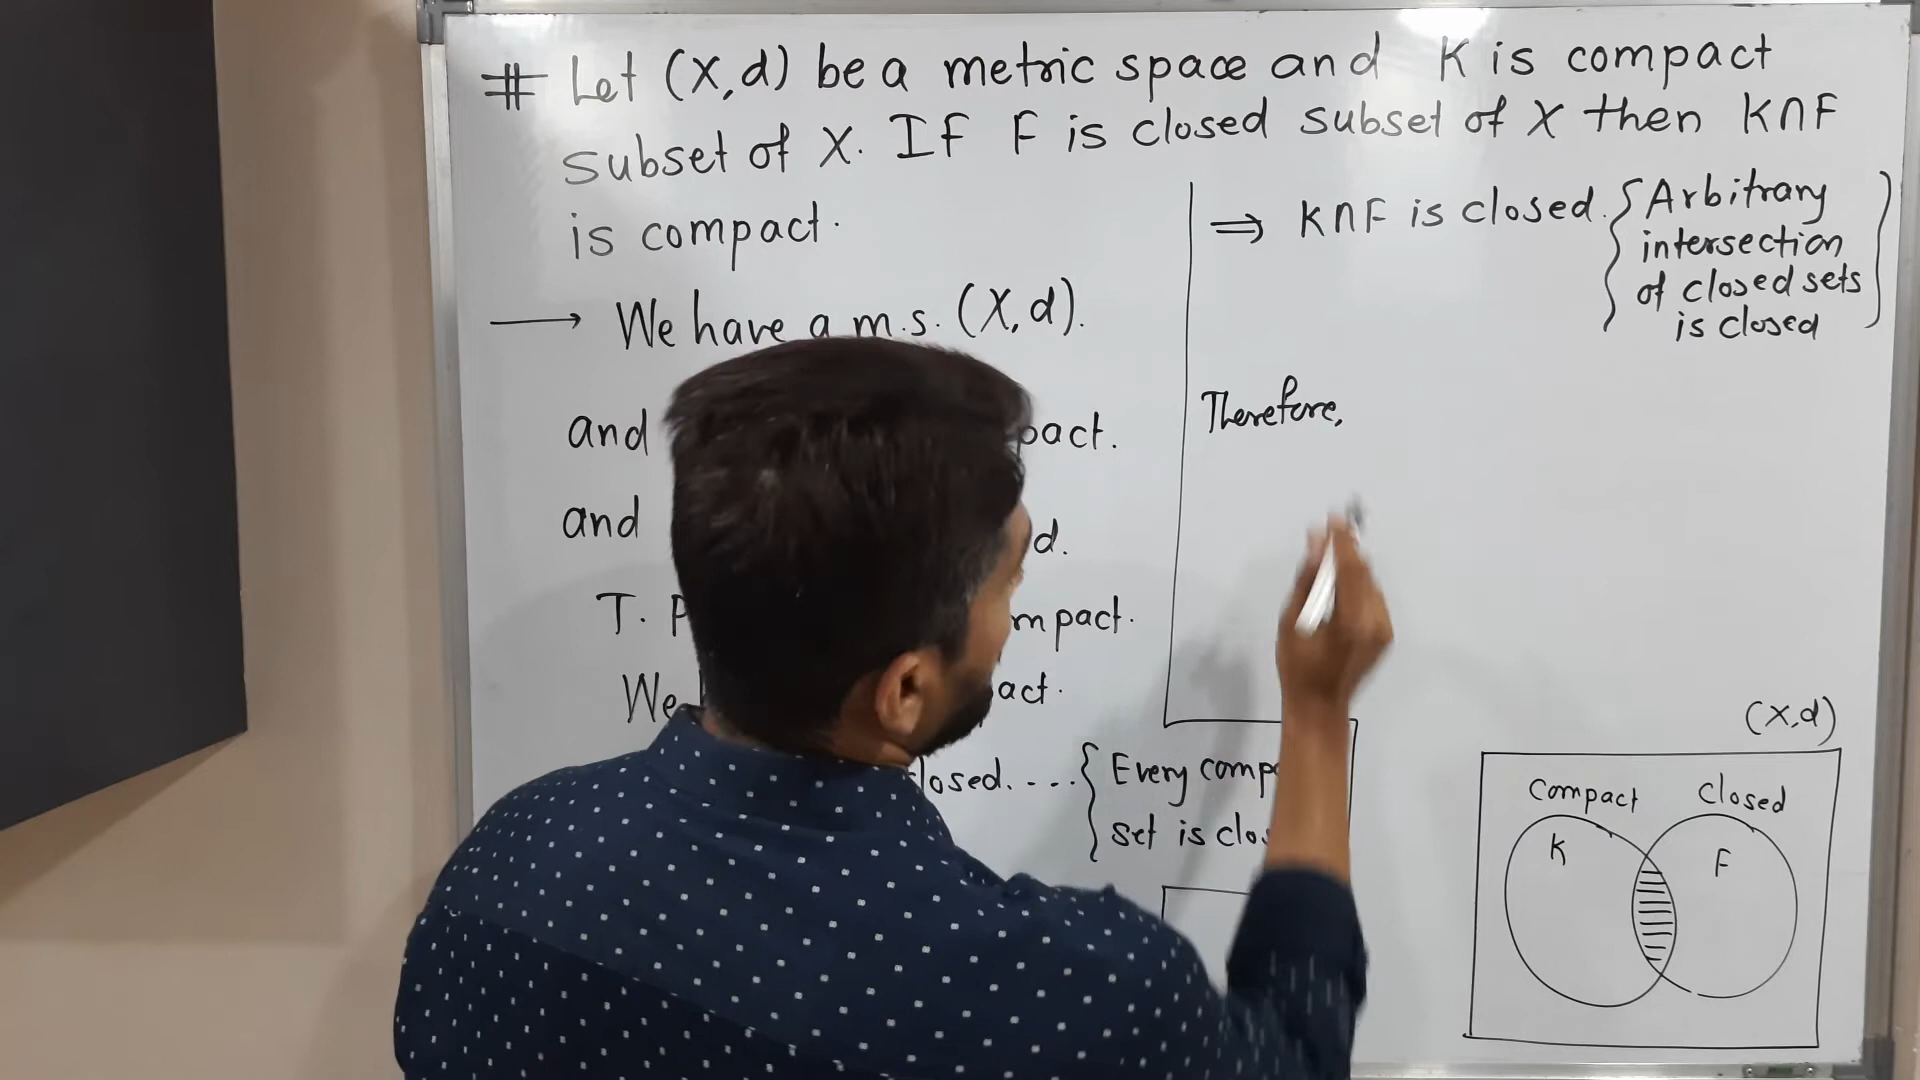 # Let (X,d) be a metric space and K is compact
subset of X. If F is closed subset of X then K∩F
is compact.
→ We have a m.s. (X,d).
and pact.
and d.
T. P mpact.
We act.
losed. ....{ Every comp
set is clo
⇒ K∩F is closed. { Arbitrary
intersection
of closed sets
is closed }
Therefore,
(X,d)
Compact Closed
K F